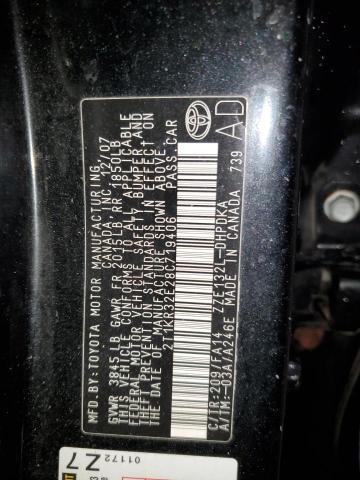 MFD.BY:TOYOTA MOTOR MANUFACTURING,
CANADA, INC. 12/07
GVWR 3845LB GAWR FR 2015LB RR 1850LB
THIS VEHICLE CONFORMS TO ALL APPLICABLE
FEDERAL MOTOR VEHICLE SAFETY, BUMPER, AND
THEFT PREVENTION STANDARDS IN EFFECT ON
THE DATE OF MANUFACTURE SHOWN ABOVE.
2T1KR32E28C719406 PASS.CAR
C/TR:209/FA14 ZZE132L-DHPDKA
A/TM:-03A/A246E MADE IN CANADA 739
AD
01172
Z7